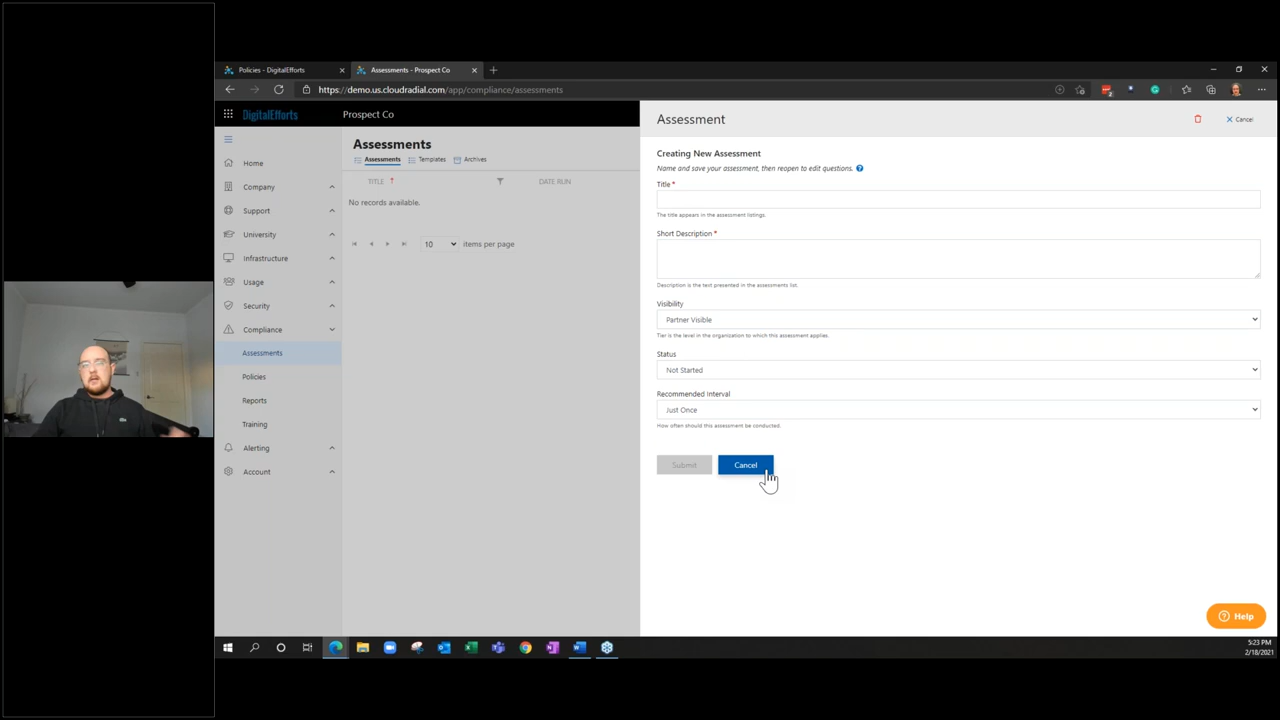 Policies - DigitalEfforts
Assessments - Prospect Co
https://demo.us.cloudradial.com/app/compliance/assessments
DigitalEfforts
Prospect Co
Home
Company
Support
University
Infrastructure
Usage
Security
Compliance
Assessments
Policies
Reports
Training
Alerting
Account
Assessments
Assessments
Templates
Archives
TITLE
DATE RUN
No records available.
10
items per page
Assessment
Cancel
Creating New Assessment
Name and save your assessment, then reopen to edit questions.
Title *
The title appears in the assessment listings.
Short Description *
Description is the text presented in the assessments list.
Visibility
Partner Visible
Tier is the level in the organization to which this assessment applies.
Status
Not Started
Recommended Interval
Just Once
How often should this assessment be conducted.
Submit
Cancel
Help
5:23 PM
2/18/2021